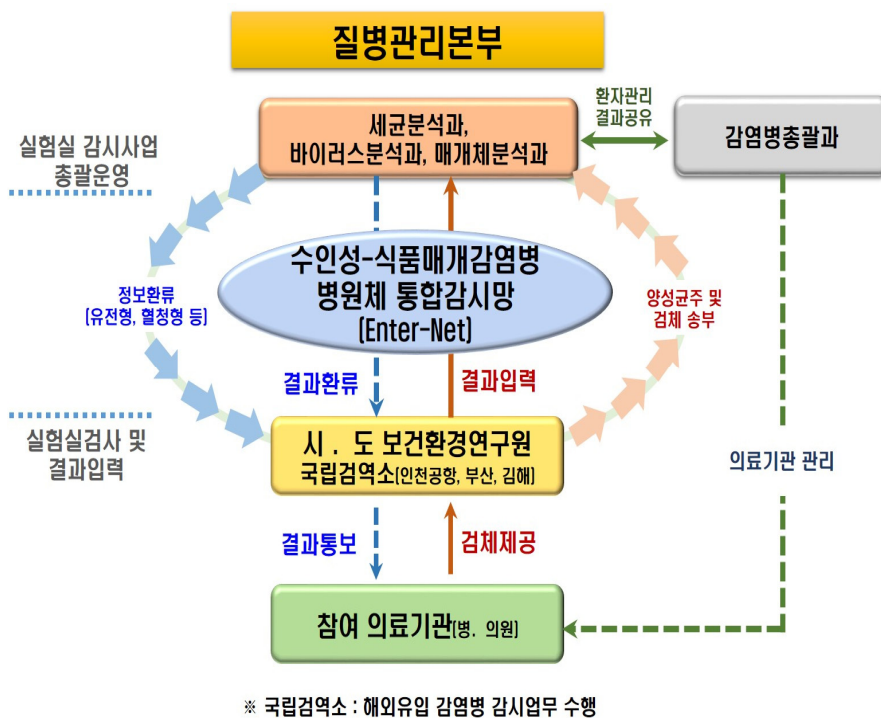 질병관리본부
환자관리
결과공유
세균분석과,
바이러스분석과, 매개체분석과
감염병총괄과
실험실 감시사업
총괄운영
수인성-식품매개감염병
병원체 통합감시망
(Enter-Net)
정보환류
(유전형, 혈청형 등)
양성균주 및
검체 송부
결과환류
결과입력
실험실검사 및
결과입력
시 . 도 보건환경연구원
국립검역소(인천공항, 부산, 김해)
의료기관 관리
결과통보
검체제공
참여 의료기관(병. 의원)
※ 국립검역소 : 해외유입 감염병 감시업무 수행